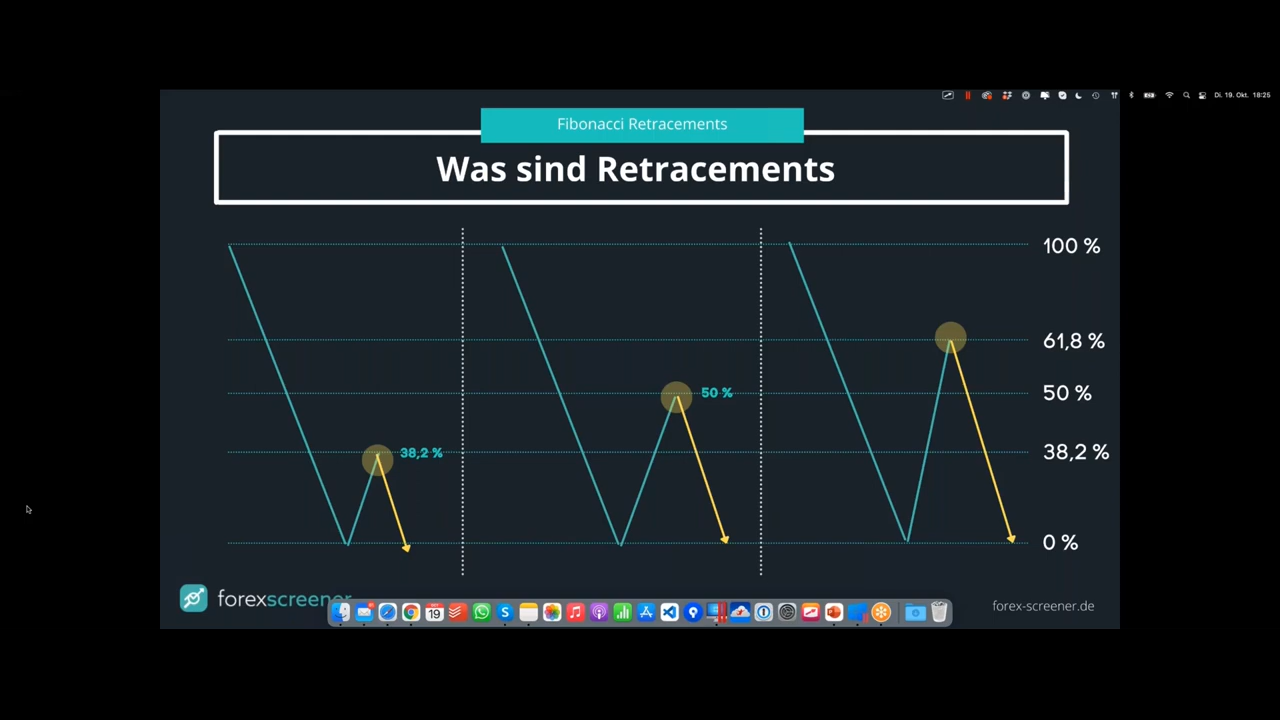 Di. 19. Okt. 18:25
Fibonacci Retracements
Was sind Retracements
100 %
61,8 %
50 %
50 %
38,2 %
38,2 %
0 %
forexscreener
19
forex-screener.de